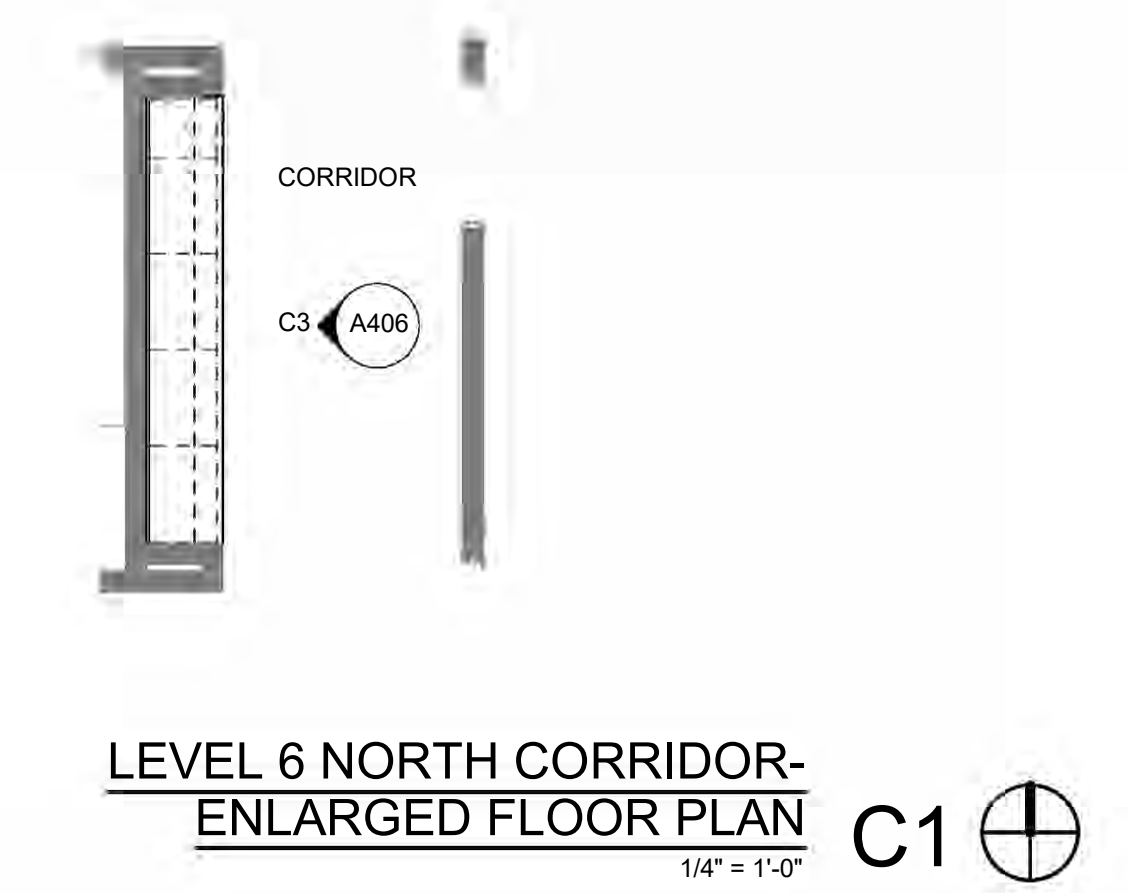 CORRIDOR
C3 A406
LEVEL 6 NORTH CORRIDOR-
ENLARGED FLOOR PLAN
1/4" = 1'-0"
C1